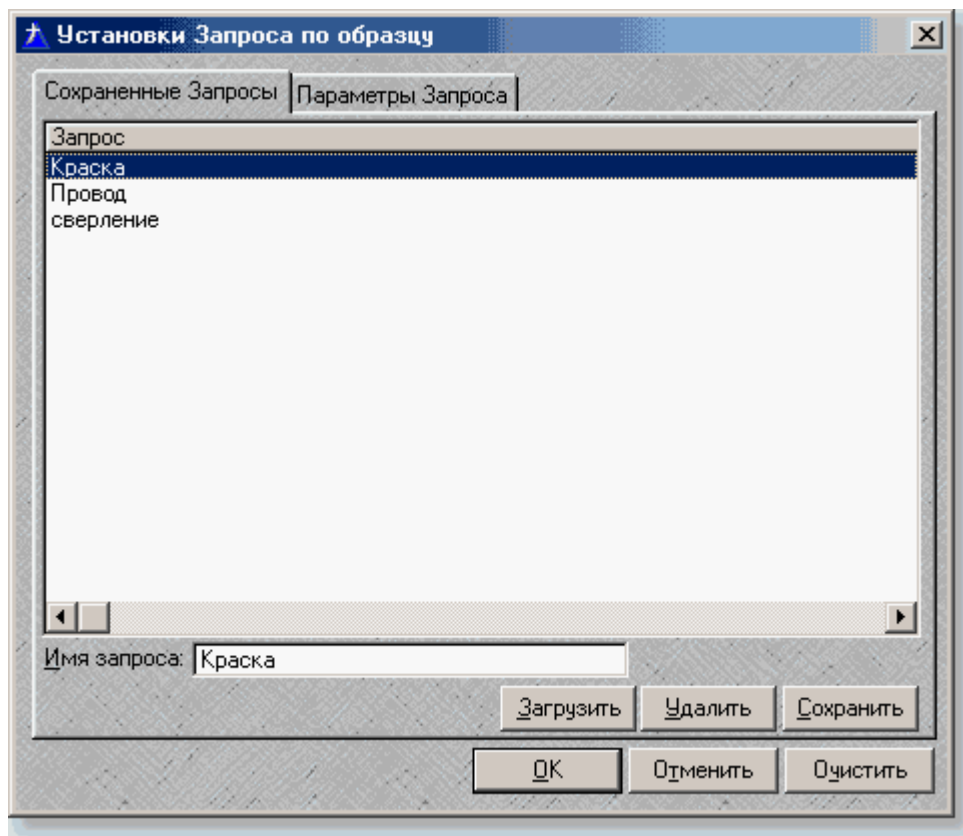 Установки Запроса по образцу
Сохраненные Запросы Параметры Запроса
Запрос
Краска
Провод
сверление
Имя запроса: Краска
Загрузить Удалить Сохранить
OK Отменить Очистить